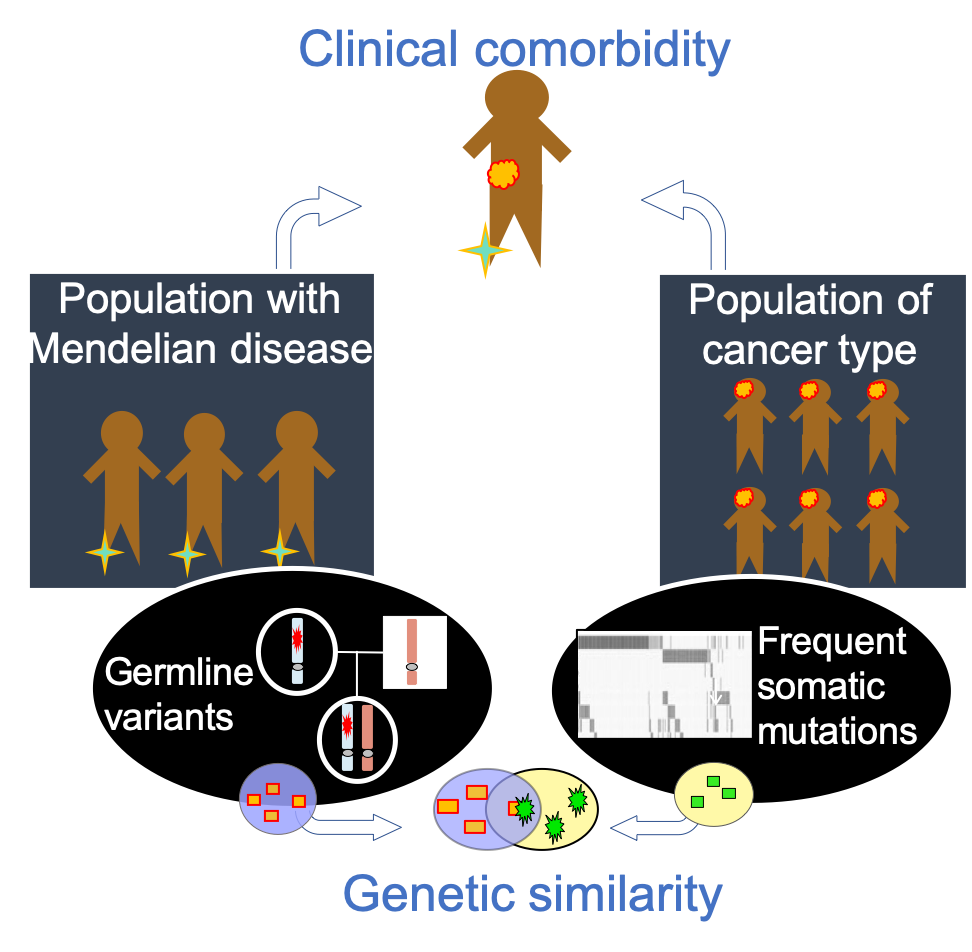 Clinical comorbidity
Population with
Mendelian disease
Population of
cancer type
Germline
variants
Frequent
somatic
mutations
Genetic similarity